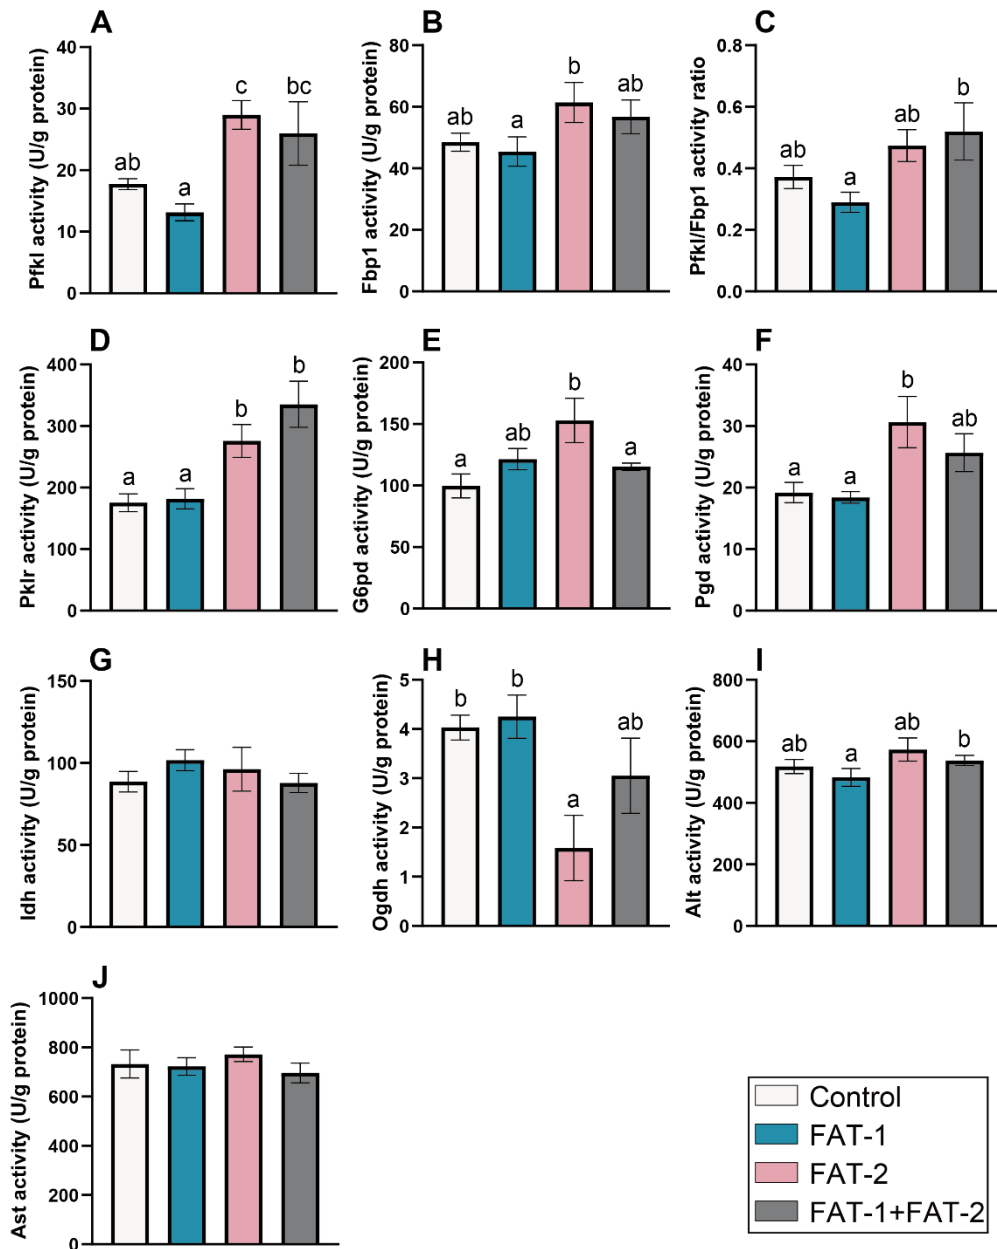 A
Pfkl activity (U/g protein)
40
30
20
10
0
ab
a
c
bc
B
Fbp1 activity (U/g protein)
80
60
40
20
0
ab
a
b
ab
C
Pfkl/Fbp1 activity ratio
0.8
0.6
0.4
0.2
0.0
ab
a
ab
b
D
Pklr activity (U/g protein)
400
300
200
100
0
a
a
b
b
E
G6pd activity (U/g protein)
200
150
100
50
0
a
ab
b
a
F
Pgd activity (U/g protein)
40
30
20
10
0
a
a
b
ab
G
Idh activity (U/g protein)
150
100
50
0
H
Ogdh activity (U/g protein)
5
4
3
2
1
0
b
b
a
ab
I
Alt activity (U/g protein)
800
600
400
200
0
ab
a
ab
b
J
Ast activity (U/g protein)
1000
800
600
400
200
0
Control
FAT-1
FAT-2
FAT-1+FAT-2